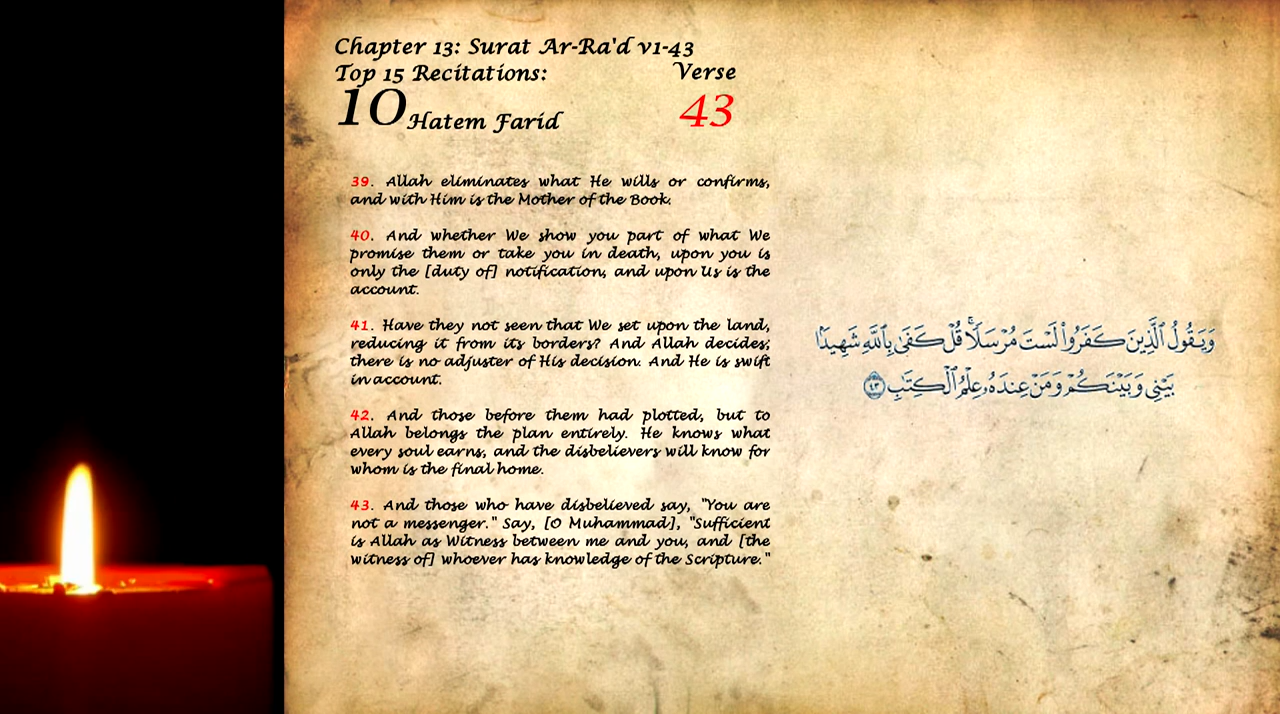 Chapter 13: Surat Ar-Ra'd v1-43
Top 15 Recitations:
Verse
10 Hatem Farid
43
39. Allah eliminates what He wills or confirms,
and with Him is the Mother of the Book.
40. And whether We show you part of what We
promise them or take you in death, upon you is
only the [duty of] notification, and upon Us is the
account.
41. Have they not seen that We set upon the land,
reducing it from its borders? And Allah decides;
there is no adjuster of His decision. And He is swift
in account.
42. And those before them had plotted, but to
Allah belongs the plan entirely. He knows what
every soul earns, and the disbelievers will know for
whom is the final home.
43. And those who have disbelieved say, "You are
not a messenger." Say, [O Muhammad], "Sufficient
is Allah as Witness between me and you, and [the
witness of] whoever has knowledge of the Scripture."
وَيَقُولُ ٱلَّذِينَ كَفَرُوا۟ لَسْتَ مُرْسَلًا ۚ قُلْ كَفَىٰ بِٱللَّهِ شَهِيدًۢا
بَيْنِى وَبَيْنَكُمْ وَمَنْ عِندَهُۥ عِلْمُ ٱلْكِتَـٰبِ ٤٣